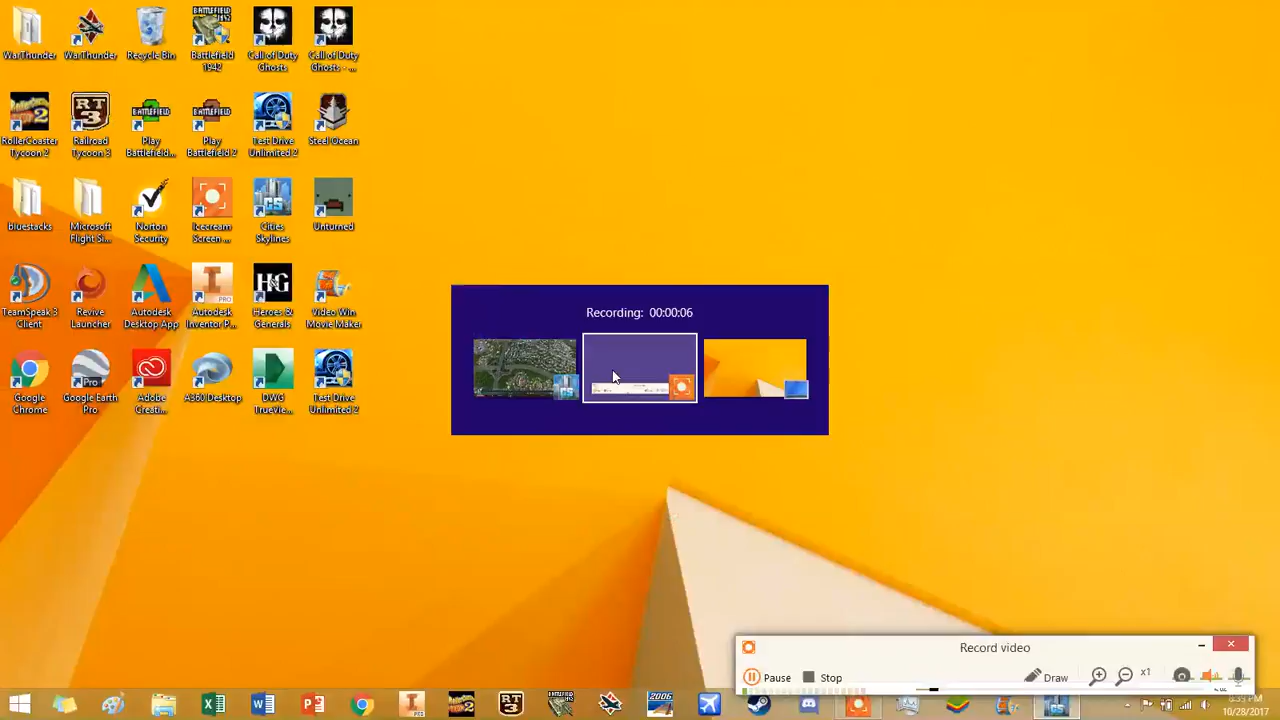 WarThunder
WarThunder
Recycle Bin
Battlefield 1942
Call of Duty Ghosts
Call of Duty Ghosts - ...
RollerCoaster Tycoon 2
Railroad Tycoon 3
Play Battlefield...
Play Battlefield 2
Test Drive Unlimited 2
Steel Ocean
bluestacks
Microsoft Flight Si...
Norton Security
Icecream Screen ...
Cities Skylines
Unturned
TeamSpeak 3 Client
Revive Launcher
Autodesk Desktop App
Autodesk Inventor P...
Heroes & Generals
Video Win Movie Maker
Google Chrome
Google Earth Pro
Adobe Creati...
A360 Desktop
DWG TrueVie...
Test Drive Unlimited 2
Recording: 00:00:06
Record video
Pause
Stop
Draw
x1
10/28/2017